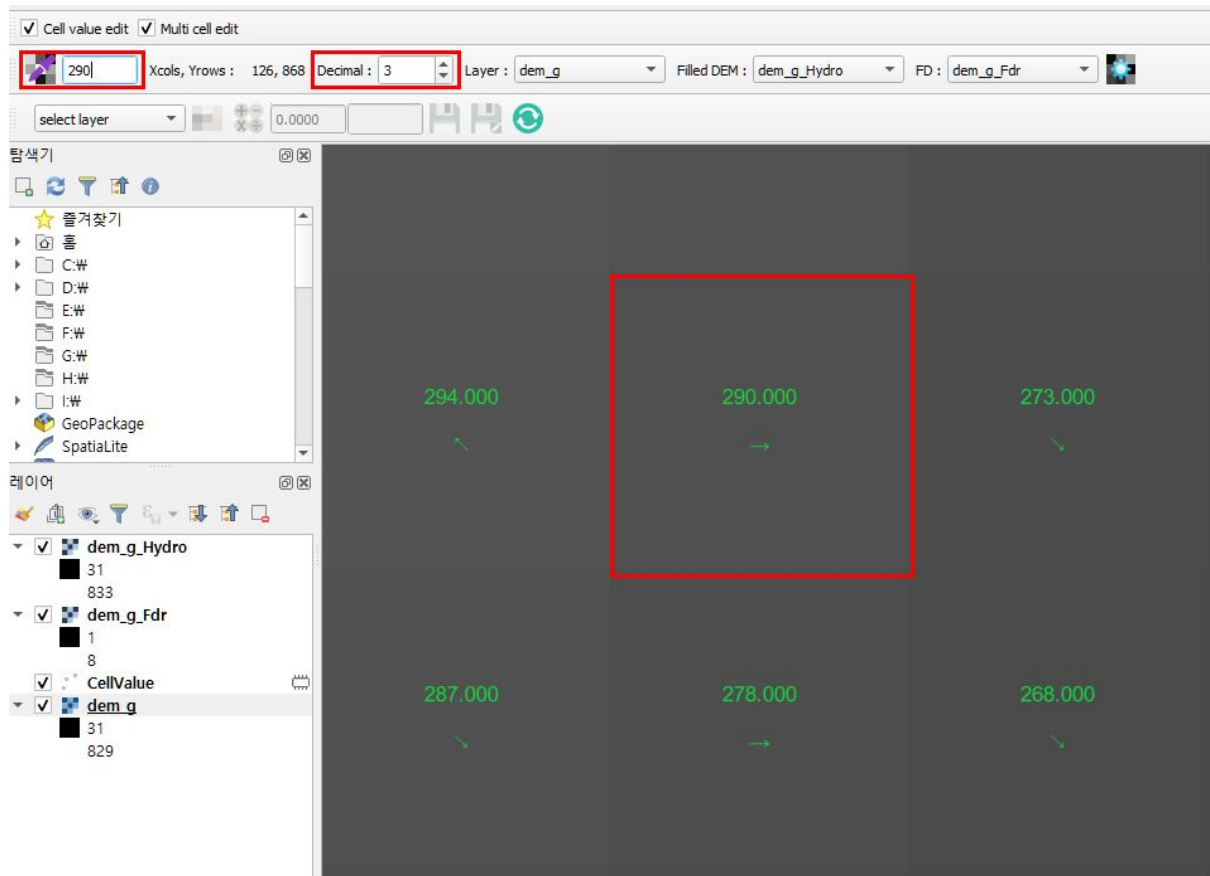 Cell value edit Multi cell edit
290 Xcols, Yrows : 126, 868 Decimal : 3 Layer : dem_g Filled DEM : dem_g_Hydro FD : dem_g_Fdr
select layer 0.0000
탐색기
즐겨찾기
홈
C:₩
D:₩
E:₩
F:₩
G:₩
H:₩
I:₩
GeoPackage
SpatiaLite
레이어
dem_g_Hydro
31
833
dem_g_Fdr
1
8
CellValue
dem_g
31
829
294.000 290.000 273.000
↖ → ↘
287.000 278.000 268.000
↘ → ↘